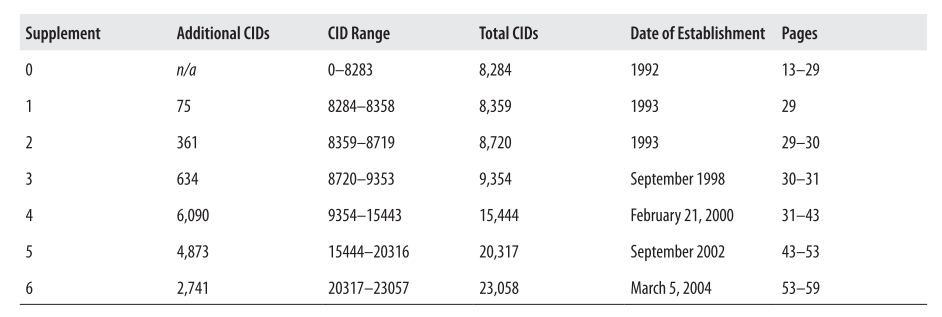 Supplement Additional CIDs CID Range Total CIDs Date of Establishment Pages
0 n/a 0–8283 8,284 1992 13–29
1 75 8284–8358 8,359 1993 29
2 361 8359–8719 8,720 1993 29–30
3 634 8720–9353 9,354 September 1998 30–31
4 6,090 9354–15443 15,444 February 21, 2000 31–43
5 4,873 15444–20316 20,317 September 2002 43–53
6 2,741 20317–23057 23,058 March 5, 2004 53–59